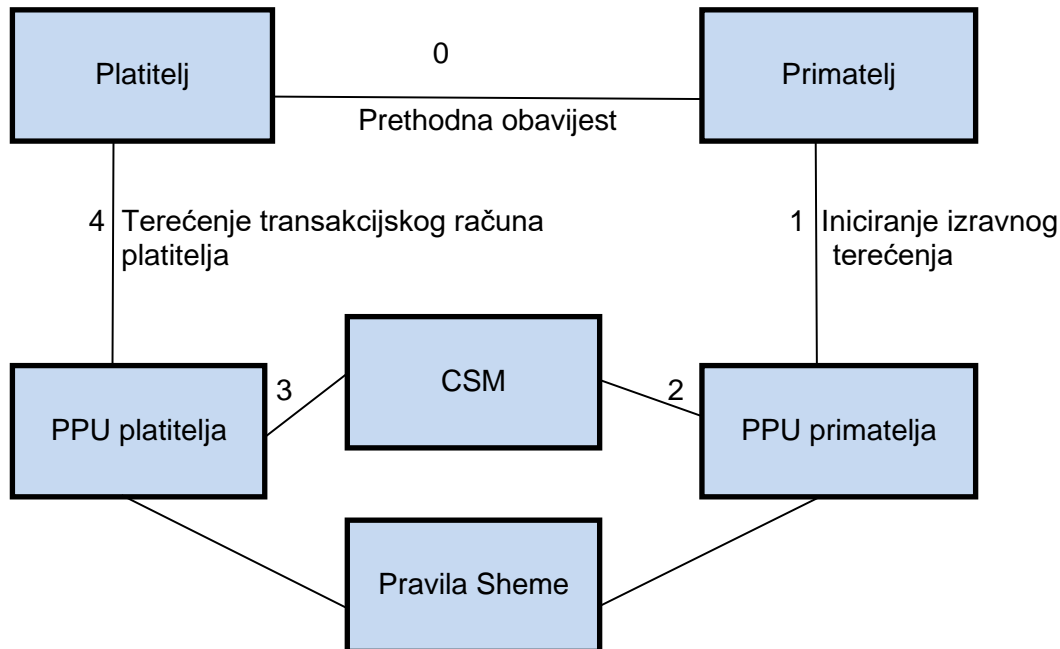 0
Platitelj
Primatelj
Prethodna obavijest
4 Terećenje transakcijskog računa
platitelja
1 Iniciranje izravnog
terećenja
CSM
3
2
PPU platitelja
PPU primatelja
Pravila Sheme